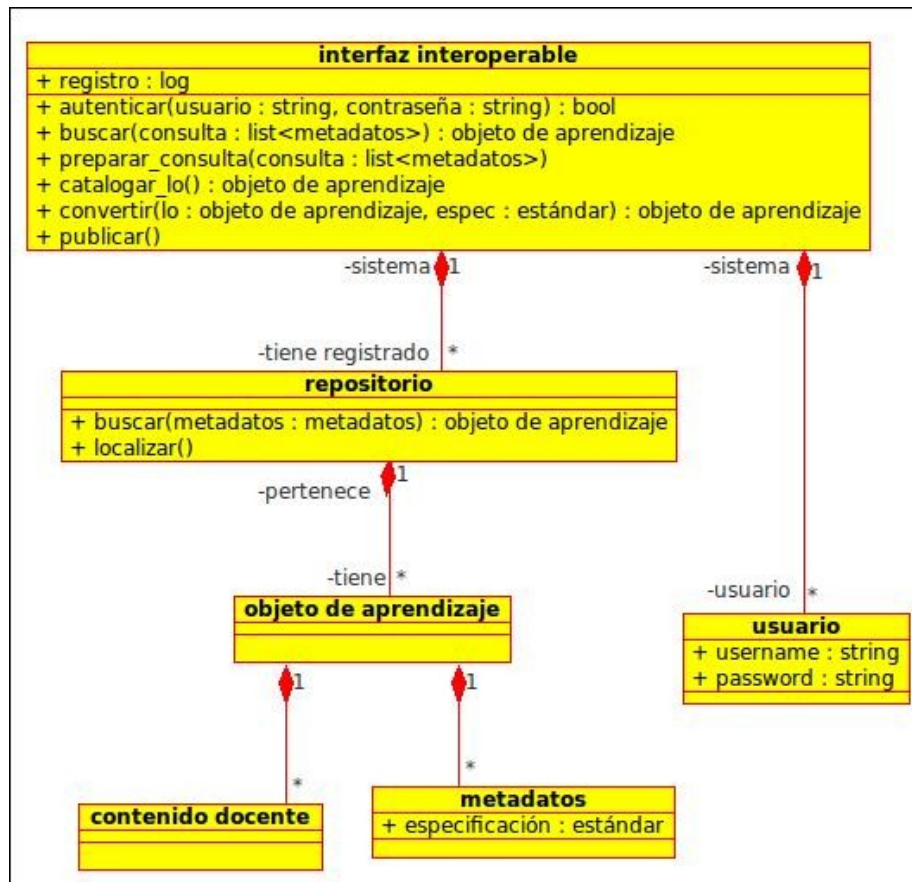 interfaz interoperable
+ registro : log
+ autenticar(usuario : string, contraseña : string) : bool
+ buscar(consulta : list<metadatos>) : objeto de aprendizaje
+ preparar_consulta(consulta : list<metadatos>)
+ catalogar_lo() : objeto de aprendizaje
+ convertir(lo : objeto de aprendizaje, espec : estándar) : objeto de aprendizaje
+ publicar()
-sistema 1
-sistema 1
-tiene registrado *
repositorio
+ buscar(metadatos : metadatos) : objeto de aprendizaje
+ localizar()
1
-pertenece
-tiene *
-usuario *
objeto de aprendizaje
usuario
+ username : string
+ password : string
1
1
*
*
metadatos
+ especificación : estándar
contenido docente